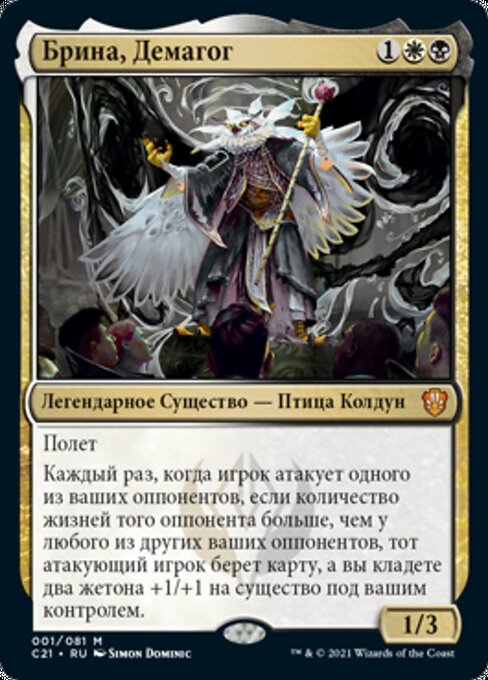 Брина, Демагог
1
Легендарное Существо — Птица Колдун
Полет
Каждый раз, когда игрок атакует одного
из ваших оппонентов, если количество
жизней того оппонента больше, чем у
любого из других ваших оппонентов, тот
атакующий игрок берет карту, а вы кладете
два жетона +1/+1 на существо под вашим
контролем.
1/3
001/081 M
C21 • RU SIMON DOMINIC
™ & © 2021 Wizards of the Coast